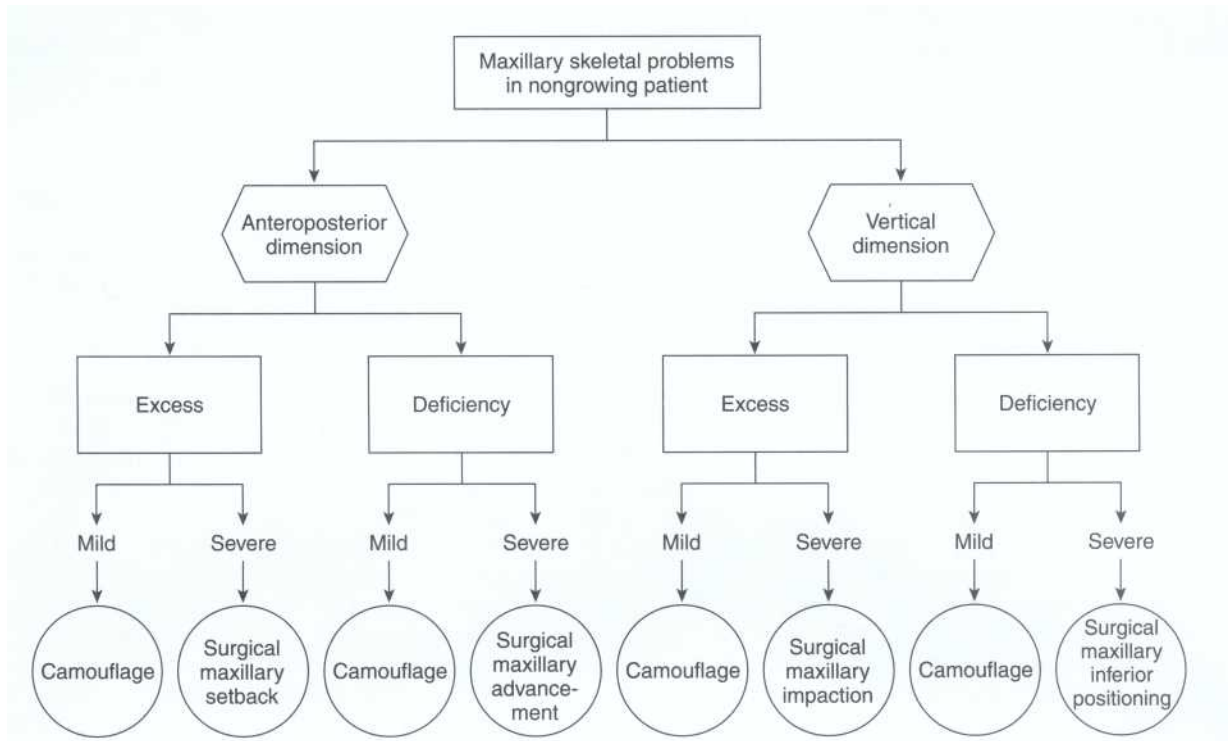 Maxillary skeletal problems
in nongrowing patient
Anteroposterior
dimension
Vertical
dimension
Excess
Deficiency
Excess
Deficiency
Mild
Severe
Mild
Severe
Mild
Severe
Mild
Severe
Camouflage
Surgical
maxillary
setback
Camouflage
Surgical
maxillary
advance-
ment
Camouflage
Surgical
maxillary
impaction
Camouflage
Surgical
maxillary
inferior
positioning